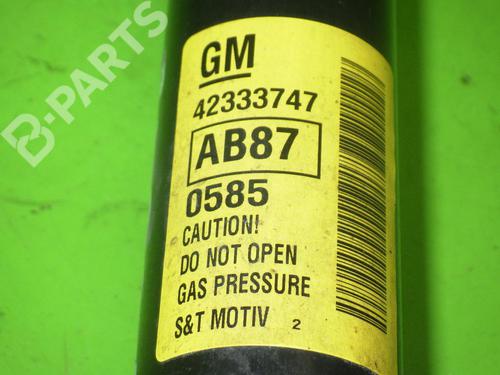 B-PARTS
GM
42333747
AB87
0585
CAUTION!
DO NOT OPEN
GAS PRESSURE
S&T MOTIV 2